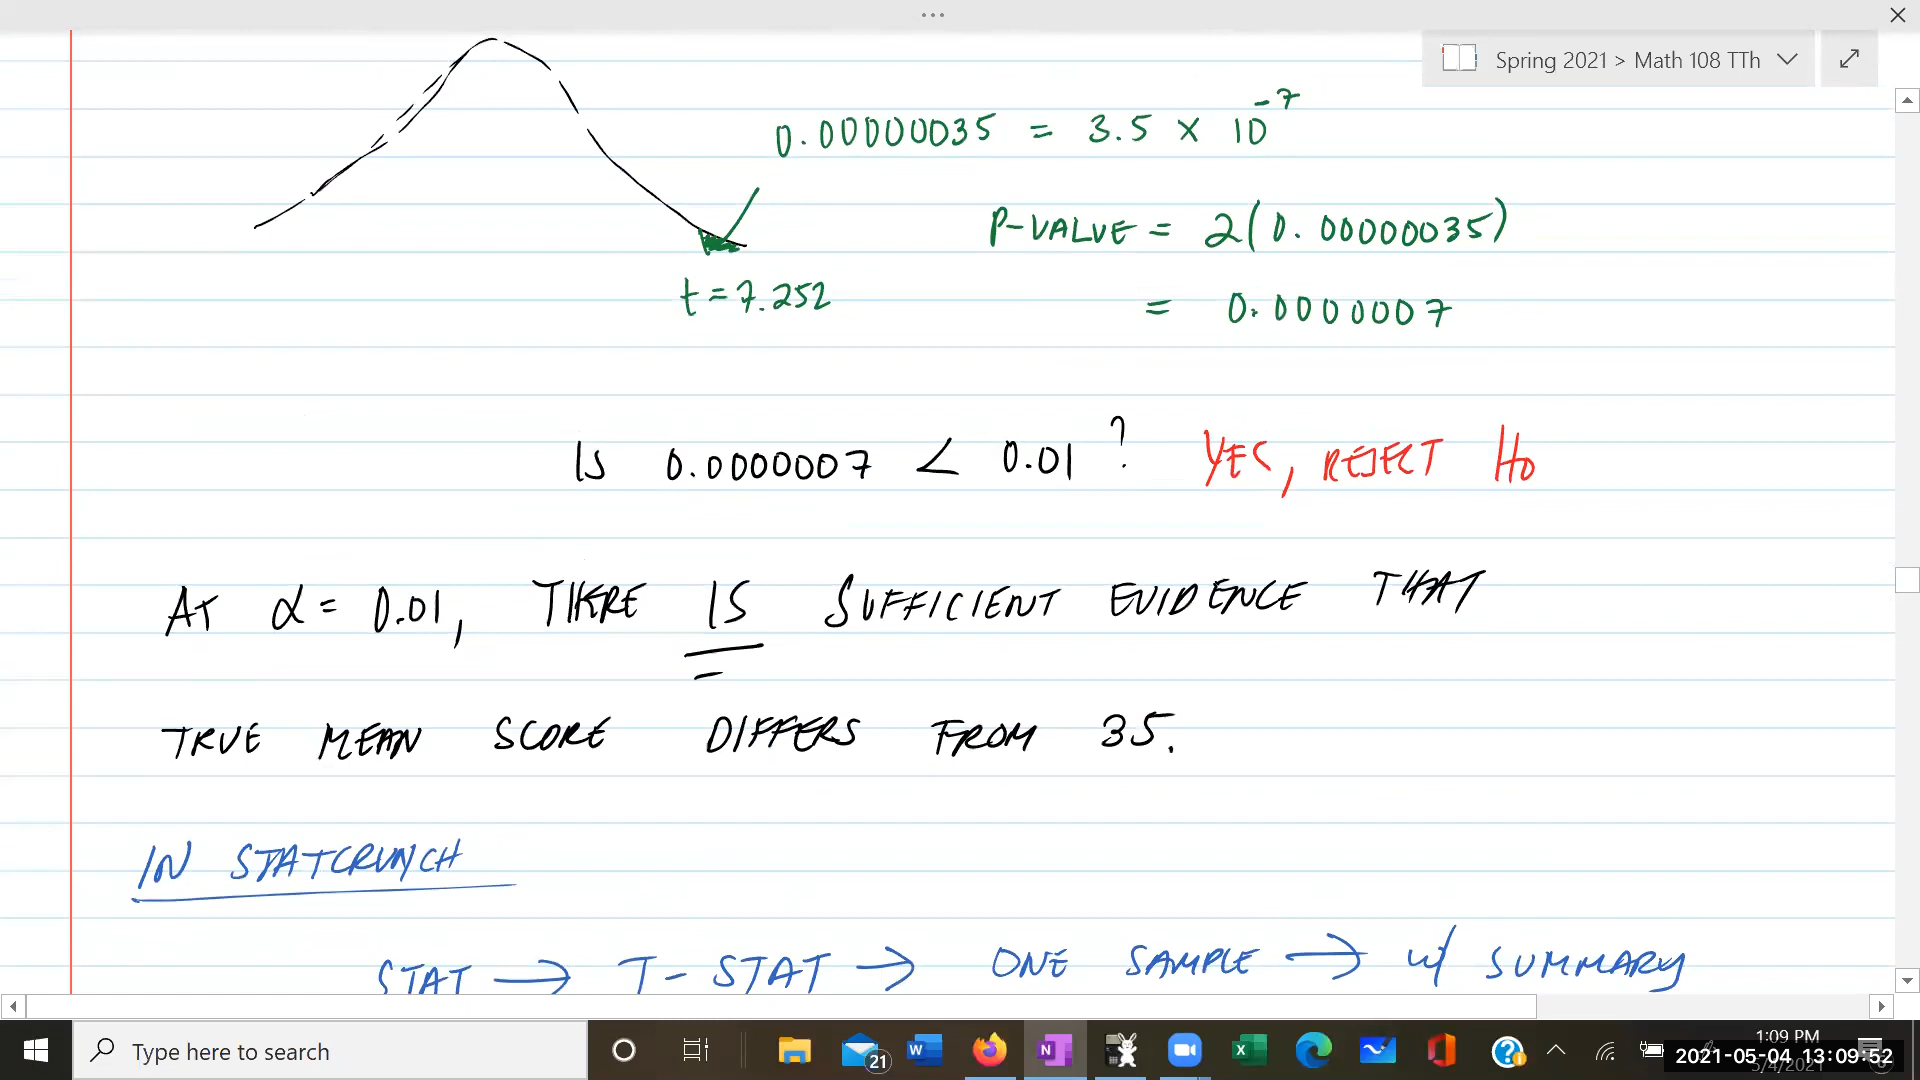 Spring 2021 > Math 108 TTh
0.00000035 = 3.5 × 10⁻⁷
P-VALUE = 2(0.00000035)
t=7.252
= 0.0000007
IS 0.0000007 < 0.01 ? YES, REJECT H₀
AT α = 0.01, THERE IS SUFFICIENT EVIDENCE THAT
TRUE MEAN SCORE DIFFERS FROM 35.
IN STATCRUNCH
STAT → T-STAT → ONE SAMPLE → w/ SUMMARY
Type here to search
21
1:09 PM
2021-05-04 13:09:52